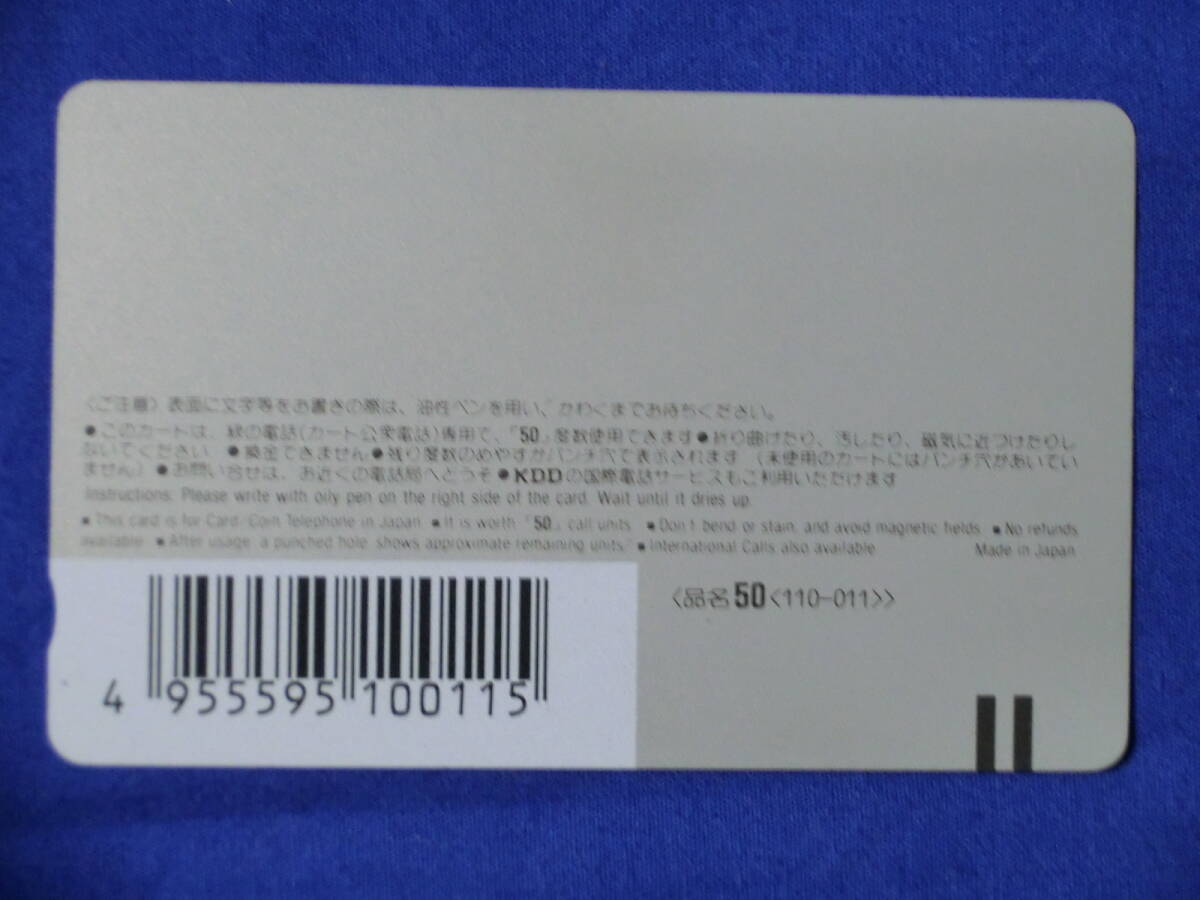 〈ご注意〉表面に文字等をお書きの際は、油性ペンを用い、かわくまでお待ちください。
●このカードは、緑の電話(カード公衆電話)専用で、「50」度数使用できます●折り曲げたり、汚したり、磁気に近づけたりし
ないでください ●換金できません●残り度数のめやすがパンチ穴で表示されます (未使用のカードにはパンチ穴があいてい
ません) ●お問い合せは、お近くの電話局へどうぞ ●KDDの国際電話サービスもご利用いただけます
Instructions: Please write with oily pen on the right side of the card. Wait until it dries up.
■This card is for Card/Coin Telephone in Japan ■It is worth「50」call units ■Don't bend or stain, and avoid magnetic fields ■No refunds
available ■After usage, a punched hole shows approximate remaining units. ■International Calls also available Made in Japan
〈品名50<110-011>〉
4 955595 100115